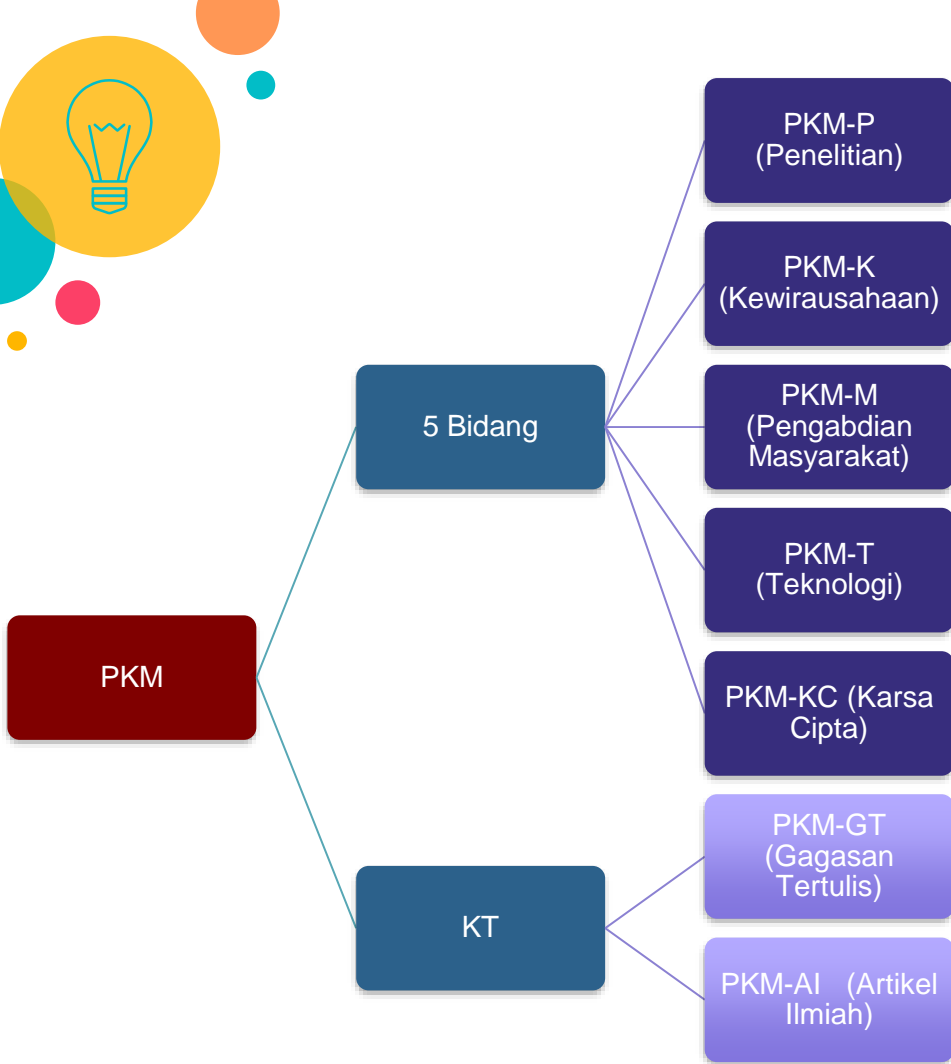 PKM
5 Bidang
PKM-P
(Penelitian)
PKM-K
(Kewirausahaan)
PKM-M
(Pengabdian
Masyarakat)
PKM-T
(Teknologi)
PKM-KC (Karsa
Cipta)
KT
PKM-GT
(Gagasan
Tertulis)
PKM-AI (Artikel
Ilmiah)